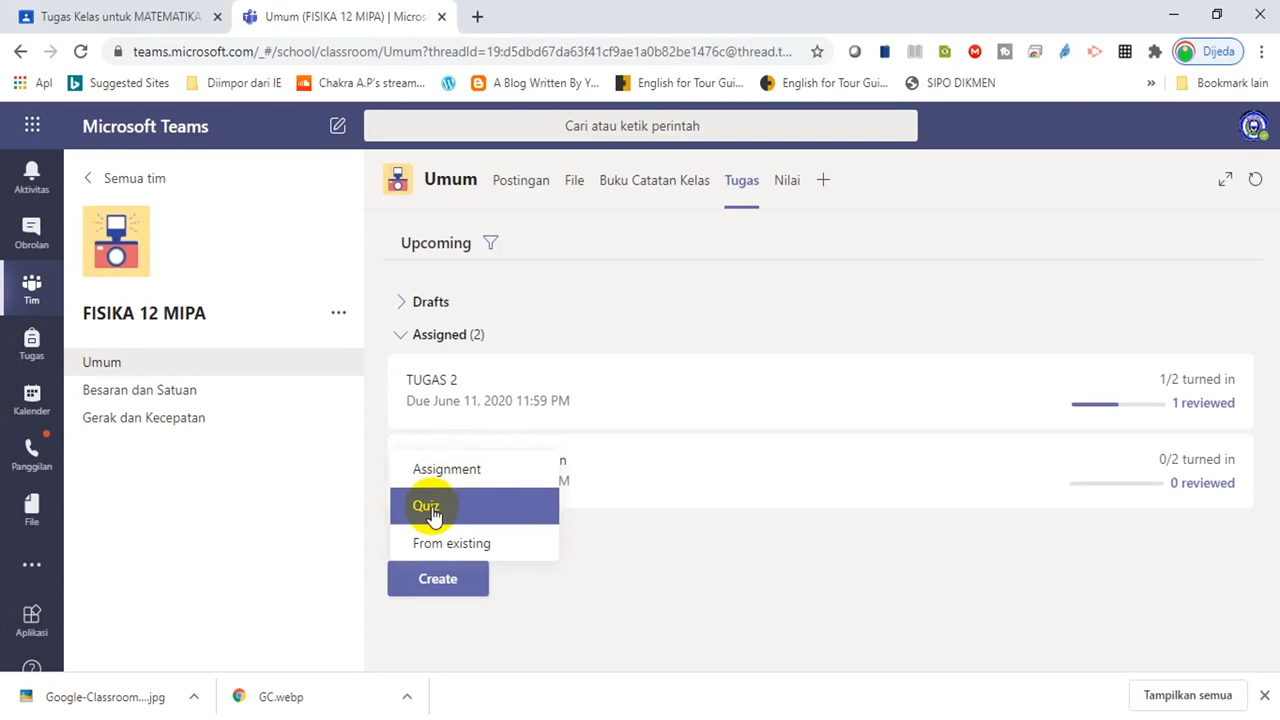 Tugas Kelas untuk MATEMATIKA
Umum (FISIKA 12 MIPA) | Micros
teams.microsoft.com/_#/school/classroom/Umum?threadId=19:d5dbd67da63f41cf9ae1a0b82be1476c@thread.t...
Dijeda
Apl
Suggested Sites
Diimpor dari IE
Chakra A.P's stream...
A Blog Written By Y...
English for Tour Gui...
English for Tour Gui...
SIPO DIKMEN
»
Bookmark lain
Microsoft Teams
Cari atau ketik perintah
Aktivitas
Obrolan
Tim
Tugas
Kalender
Panggilan
File
Aplikasi
Semua tim
FISIKA 12 MIPA
Umum
Besaran dan Satuan
Gerak dan Kecepatan
Umum
Postingan
File
Buku Catatan Kelas
Tugas
Nilai
Upcoming
Drafts
Assigned (2)
TUGAS 2
Due June 11, 2020 11:59 PM
1/2 turned in
1 reviewed
n
M
0/2 turned in
0 reviewed
Assignment
Quiz
From existing
Create
Google-Classroom....jpg
GC.webp
Tampilkan semua